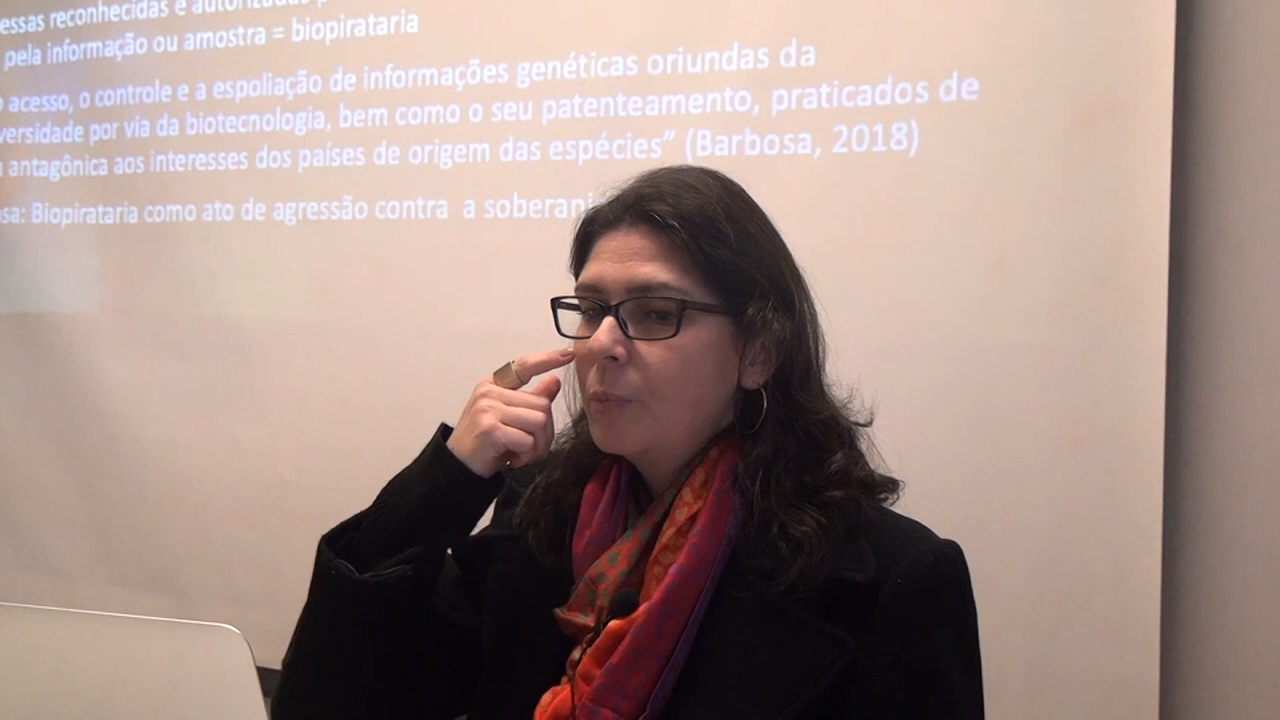 essas reconhecidas e autorizadas
pela informação ou amostra = biopirataria
acesso, o controle e a espoliação de informações genéticas oriundas da
versidade por via da biotecnologia, bem como o seu patenteamento, praticados de
antagônica aos interesses dos países de origem das espécies” (Barbosa, 2018)
sa: Biopirataria como ato de agressão contra a soberani